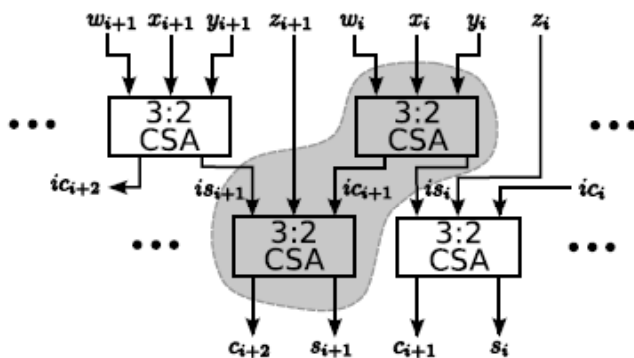 w_{i+1} x_{i+1} y_{i+1} z_{i+1} w_i x_i y_i z_i
••• 3:2 CSA 3:2 CSA •••
ic_{i+2} is_{i+1} ic_{i+1} is_i ic_i
••• 3:2 CSA 3:2 CSA •••
c_{i+2} s_{i+1} c_{i+1} s_i